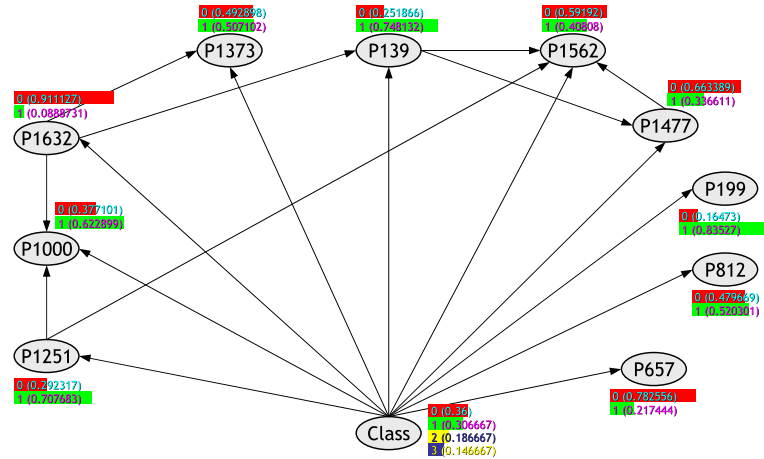 0 (0.492898)
1 (0.507102)
P1373
0 (0.251866)
1 (0.748132)
P139
0 (0.59192)
1 (0.40808)
P1562
0 (0.663389)
1 (0.336611)
P1477
0 (0.911127)
1 (0.0888731)
P1632
P199
0 (0.16473)
1 (0.83527)
0 (0.377101)
1 (0.622899)
P1000
P812
0 (0.479669)
1 (0.520301)
P1251
0 (0.292317)
1 (0.707683)
P657
0 (0.782556)
1 (0.217444)
Class
0 (0.36)
1 (0.306667)
2 (0.186667)
3 (0.146667)